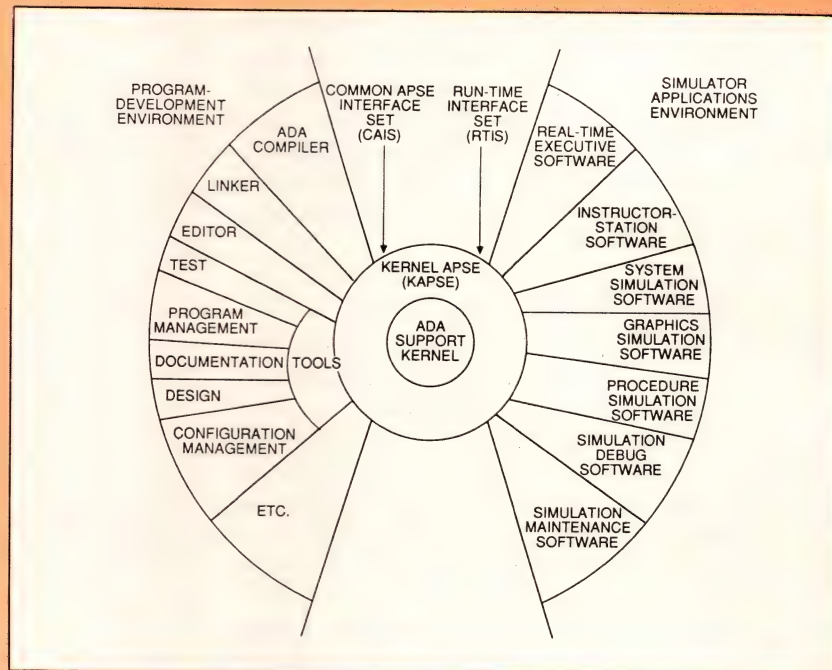 PROGRAM-
DEVELOPMENT
ENVIRONMENT
COMMON APSE
INTERFACE
SET
(CAIS)
RUN-TIME
INTERFACE
SET
(RTIS)
SIMULATOR
APPLICATIONS
ENVIRONMENT
ADA
COMPILER
LINKER
EDITOR
TEST
PROGRAM
MANAGEMENT
DOCUMENTATION
TOOLS
DESIGN
CONFIGURATION
MANAGEMENT
ETC.
KERNEL APSE
(KAPSE)
ADA
SUPPORT
KERNEL
REAL-TIME
EXECUTIVE
SOFTWARE
INSTRUCTOR-
STATION
SOFTWARE
SYSTEM
SIMULATION
SOFTWARE
GRAPHICS
SIMULATION
SOFTWARE
PROCEDURE
SIMULATION
SOFTWARE
SIMULATION
DEBUG
SOFTWARE
SIMULATION
MAINTENANCE
SOFTWARE